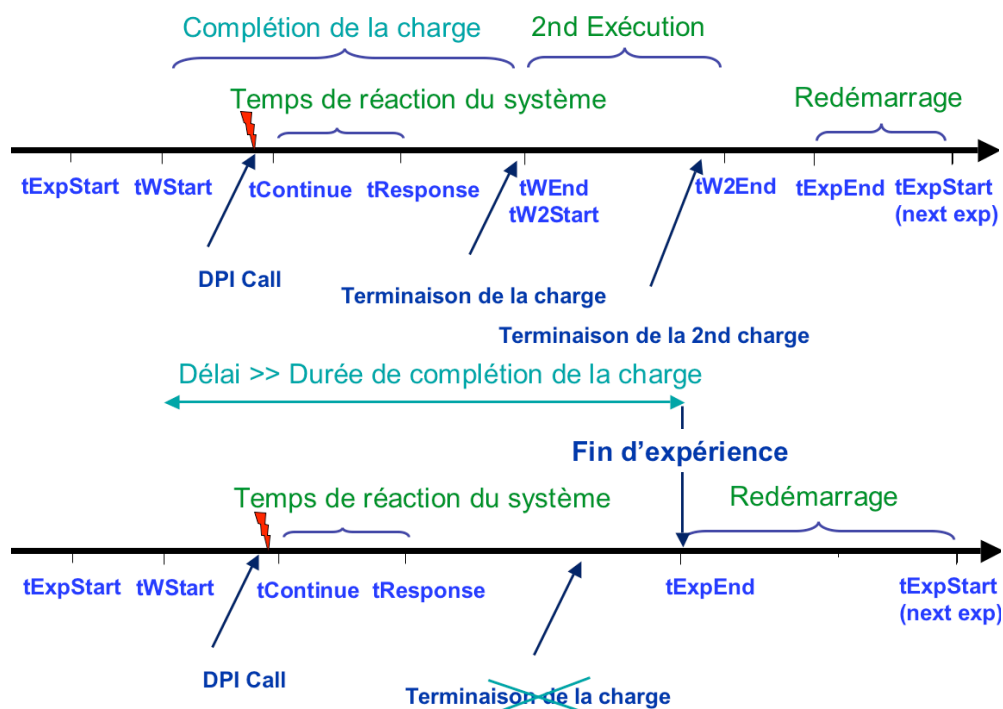 Complétion de la charge
2nd Exécution
Temps de réaction du système
Redémarrage
tExpStart
tWStart
tContinue
tResponse
tWEnd
tW2Start
tW2End
tExpEnd
tExpStart
(next exp)
DPI Call
Terminaison de la charge
Terminaison de la 2nd charge
Délai >> Durée de complétion de la charge
Fin d’expérience
Temps de réaction du système
Redémarrage
tExpStart
tWStart
tContinue
tResponse
tExpEnd
tExpStart
(next exp)
DPI Call
Terminaison de la charge